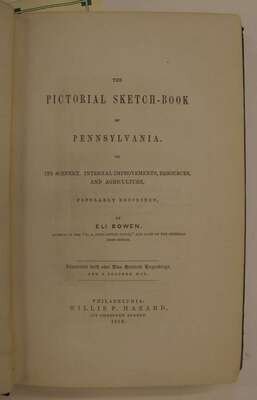 THE
PICTORIAL SKETCH-BOOK
OF
PENNSYLVANIA.
OR
ITS SCENERY, INTERNAL IMPROVEMENTS, RESOURCES,
AND AGRICULTURE,
POPULARLY DESCRIBED,
BY
ELI BOWEN,
Illustrated with over Two Hundred Engravings,
AND A COLORED MAP.
PHILADELPHIA:
WILLIS P. HAZARD,